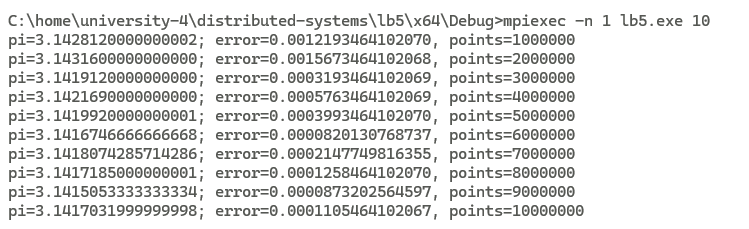 C:\home\university-4\distributed-systems\lb5\x64\Debug>mpiexec -n 1 lb5.exe 10
pi=3.1428120000000002; error=0.0012193464102070, points=1000000
pi=3.1431600000000000; error=0.0015673464102068, points=2000000
pi=3.1419120000000000; error=0.0003193464102069, points=3000000
pi=3.1421690000000000; error=0.0005763464102069, points=4000000
pi=3.1419920000000001; error=0.0003993464102070, points=5000000
pi=3.1416746666666668; error=0.0000820130768737, points=6000000
pi=3.1418074285714286; error=0.0002147749816355, points=7000000
pi=3.1417185000000001; error=0.0001258464102070, points=8000000
pi=3.1415053333333334; error=0.0000873202564597, points=9000000
pi=3.1417031999999998; error=0.0001105464102067, points=10000000